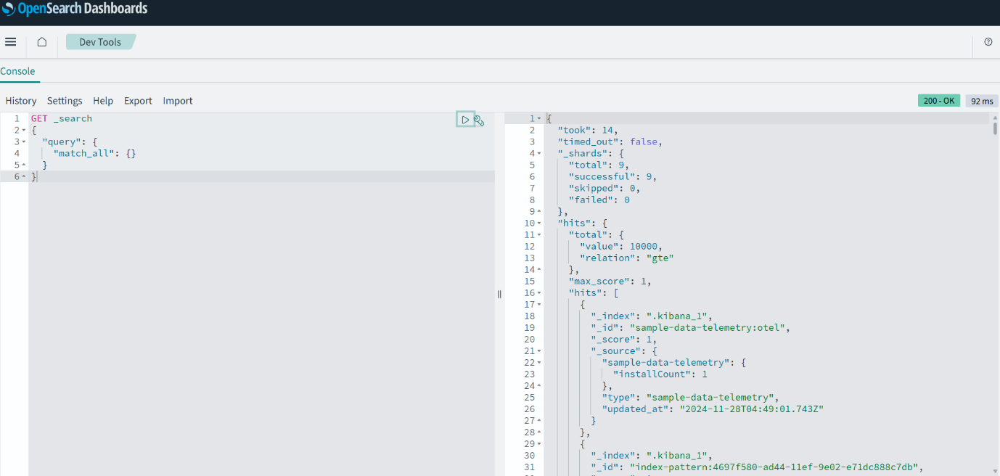 OpenSearch Dashboards
Dev Tools
Console
History Settings Help Export Import
200 - OK 92 ms
1 GET _search
2 {
3 "query": {
4 "match_all": {}
5 }
6 }
1 {
2 "took": 14,
3 "timed_out": false,
4 "_shards": {
5 "total": 9,
6 "successful": 9,
7 "skipped": 0,
8 "failed": 0
9 },
10 "hits": {
11 "total": {
12 "value": 10000,
13 "relation": "gte"
14 },
15 "max_score": 1,
16 "hits": [
17 {
18 "_index": ".kibana_1",
19 "_id": "sample-data-telemetry:otel",
20 "_score": 1,
21 "_source": {
22 "sample-data-telemetry": {
23 "installCount": 1
24 },
25 "type": "sample-data-telemetry",
26 "updated_at": "2024-11-28T04:49:01.743Z"
27 }
28 },
29 {
30 "_index": ".kibana_1",
31 "_id": "index-pattern:4697f580-ad44-11ef-9e02-e71dc888c7db",